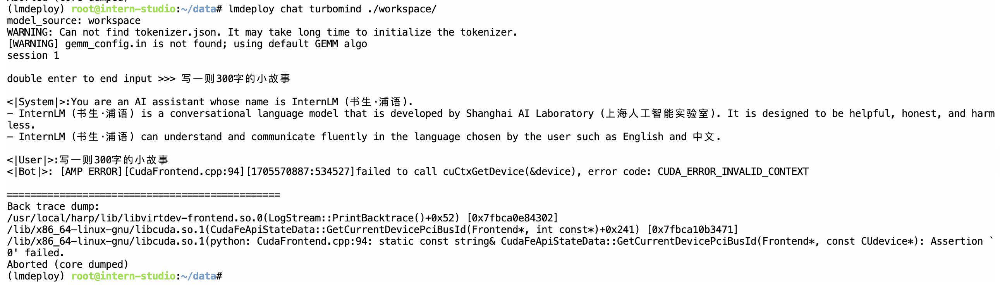 Aborted (core dumped)
(lmdeploy) root@intern-studio:~/data# lmdeploy chat turbomind ./workspace/
model_source: workspace
WARNING: Can not find tokenizer.json. It may take long time to initialize the tokenizer.
[WARNING] gemm_config.in is not found; using default GEMM algo
session 1
double enter to end input >>> 写一则300字的小故事
<|System|>:You are an AI assistant whose name is InternLM (书生·浦语).
- InternLM (书生·浦语) is a conversational language model that is developed by Shanghai AI Laboratory (上海人工智能实验室). It is designed to be helpful, honest, and harm
less.
- InternLM (书生·浦语) can understand and communicate fluently in the language chosen by the user such as English and 中文.
<|User|>:写一则300字的小故事
<|Bot|>: [AMP ERROR][CudaFrontend.cpp:94][1705570887:534527]failed to call cuCtxGetDevice(&device), error code: CUDA_ERROR_INVALID_CONTEXT
===============================================
Back trace dump:
/usr/local/harp/lib/libvirtdev-frontend.so.0(LogStream::PrintBacktrace()+0x52) [0x7fbca0e84302]
/lib/x86_64-linux-gnu/libcuda.so.1(CudaFeApiStateData::GetCurrentDevicePciBusId(Frontend*, int const*)+0x241) [0x7fbca10b3471]
/lib/x86_64-linux-gnu/libcuda.so.1(python: CudaFrontend.cpp:94: static const string& CudaFeApiStateData::GetCurrentDevicePciBusId(Frontend*, const CUdevice*): Assertion `
0' failed.
Aborted (core dumped)
(lmdeploy) root@intern-studio:~/data#